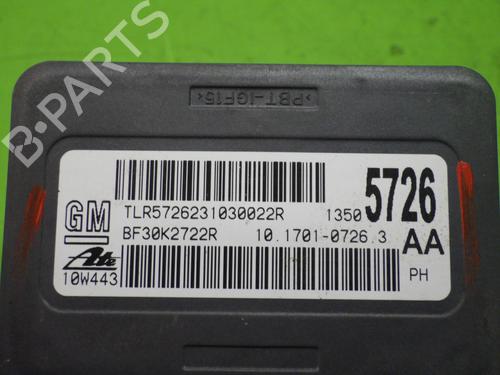 B-PARTS
>PBT-IGF15<
GM
TLR5726231030022R 1350 5726
BF30K2722R 10.1701-0726.3 AA
Ate
10W443 PH